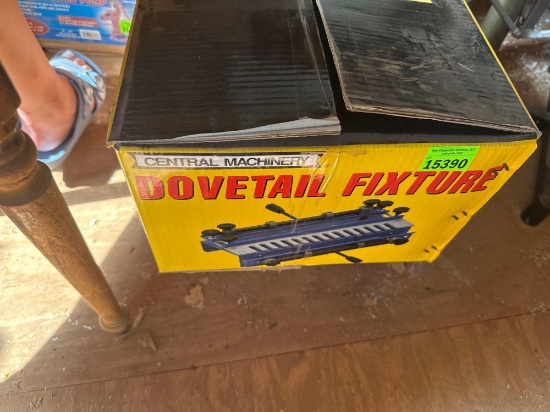 CENTRAL MACHINERY
15390
DOVETAIL FIXTURE